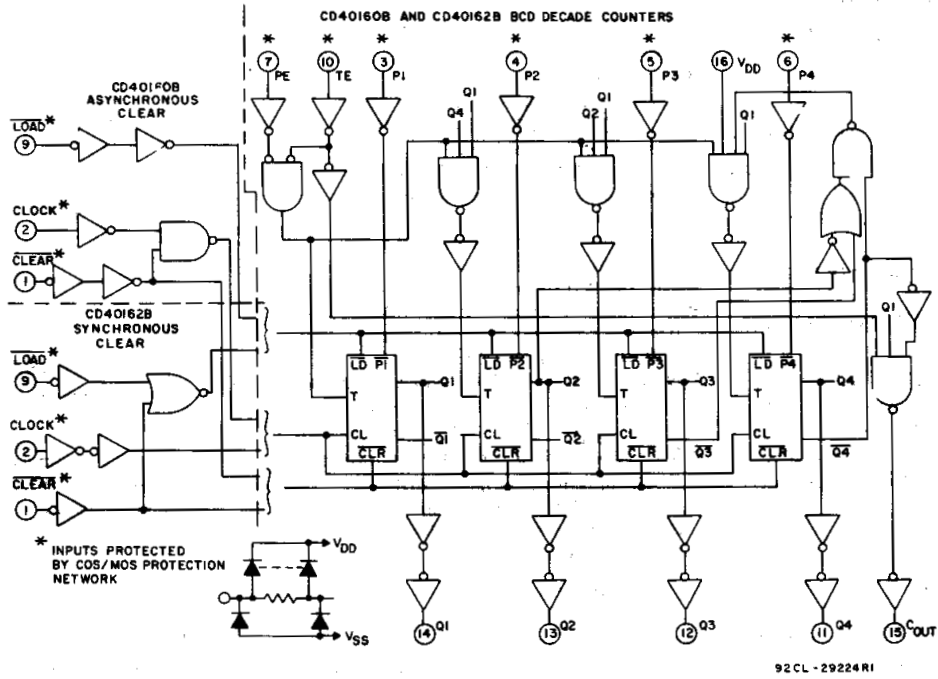 CD40160B AND CD40162B BCD DECADE COUNTERS
* * * * * *
7 10 3 4 5 16 VDD 6
PE TE P1 P2 P3 P4
CD40160B
ASYNCHRONOUS
CLEAR
LOAD*
9
Q4 Q1
Q2 Q1
Q1
CLOCK*
2
CLEAR*
1
CD40162B
SYNCHRONOUS
CLEAR
LOAD*
9
CLOCK*
2
CLEAR*
1
Q1
LD P1 LD P2 LD P3 LD P4
Q1 Q2 Q3 Q4
T T T T
CL CL CL CL
Q1 Q2 Q3 Q4
CLR CLR CLR CLR
* INPUTS PROTECTED
BY COS/MOS PROTECTION
NETWORK
VDD
VSS
14 Q1 13 Q2 12 Q3 11 Q4 15 COUT
92CL-29224R1